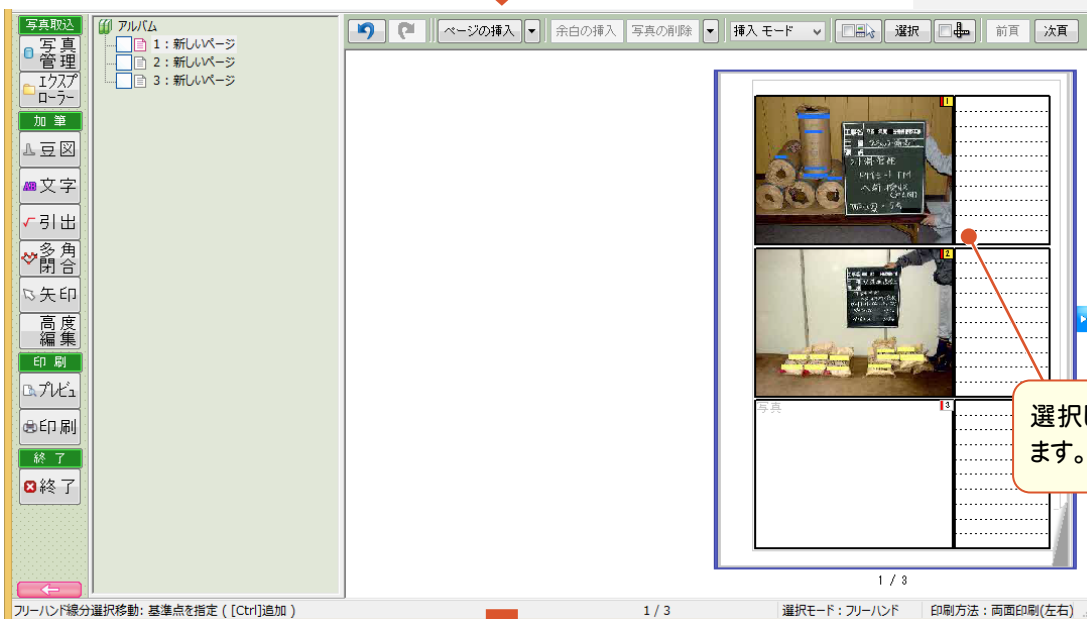 写真取込
写真管理
エクスプローラー
加 筆
豆図
文字
引出
多角閉合
矢印
高度編集
印 刷
プレビュ
印刷
終 了
終了
アルバム
1：新しいページ
2：新しいページ
3：新しいページ
ページの挿入
余白の挿入
写真の削除
挿入 モード
選択
前頁
次頁
1
2
写真
3
選択
ます。
1 / 3
フリーハンド線分選択移動: 基準点を指定 ( [Ctrl]追加 )
1 / 3
選択モード：フリーハンド
印刷方法：両面印刷(左右)